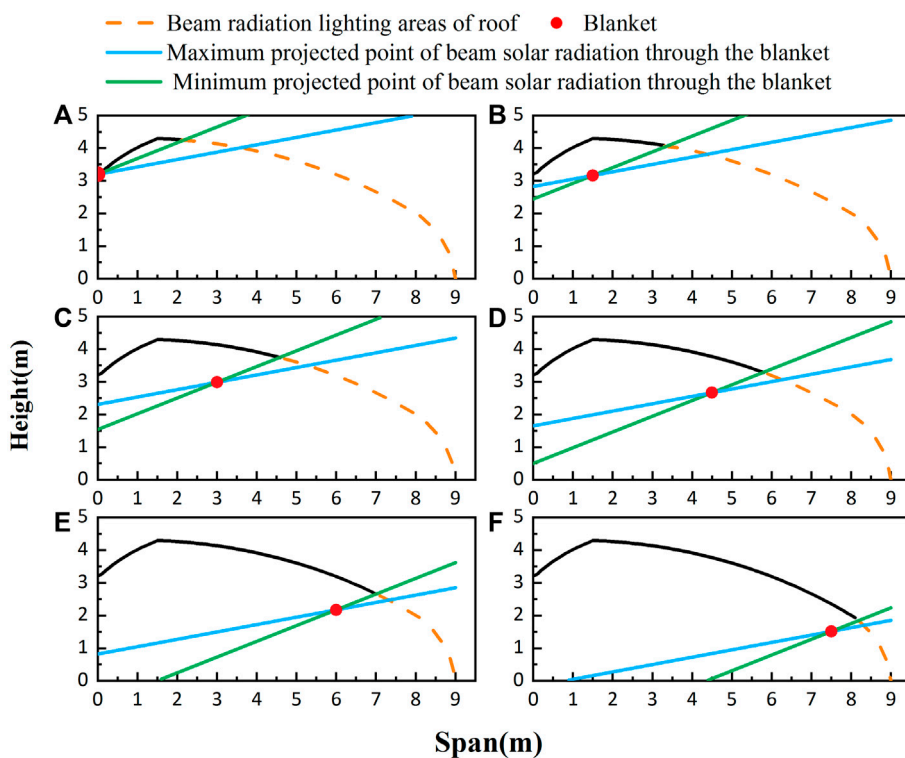 Beam radiation lighting areas of roof Blanket
Maximum projected point of beam solar radiation through the blanket
Minimum projected point of beam solar radiation through the blanket
A B
5 4 3 2 1 0
0 1 2 3 4 5 6 7 8 9
5 4 3 2 1 0
0 1 2 3 4 5 6 7 8 9
C D
5 4 3 2 1 0
0 1 2 3 4 5 6 7 8 9
5 4 3 2 1 0
0 1 2 3 4 5 6 7 8 9
Height(m)
E F
5 4 3 2 1 0
0 1 2 3 4 5 6 7 8 9
5 4 3 2 1 0
0 1 2 3 4 5 6 7 8 9
Span(m)